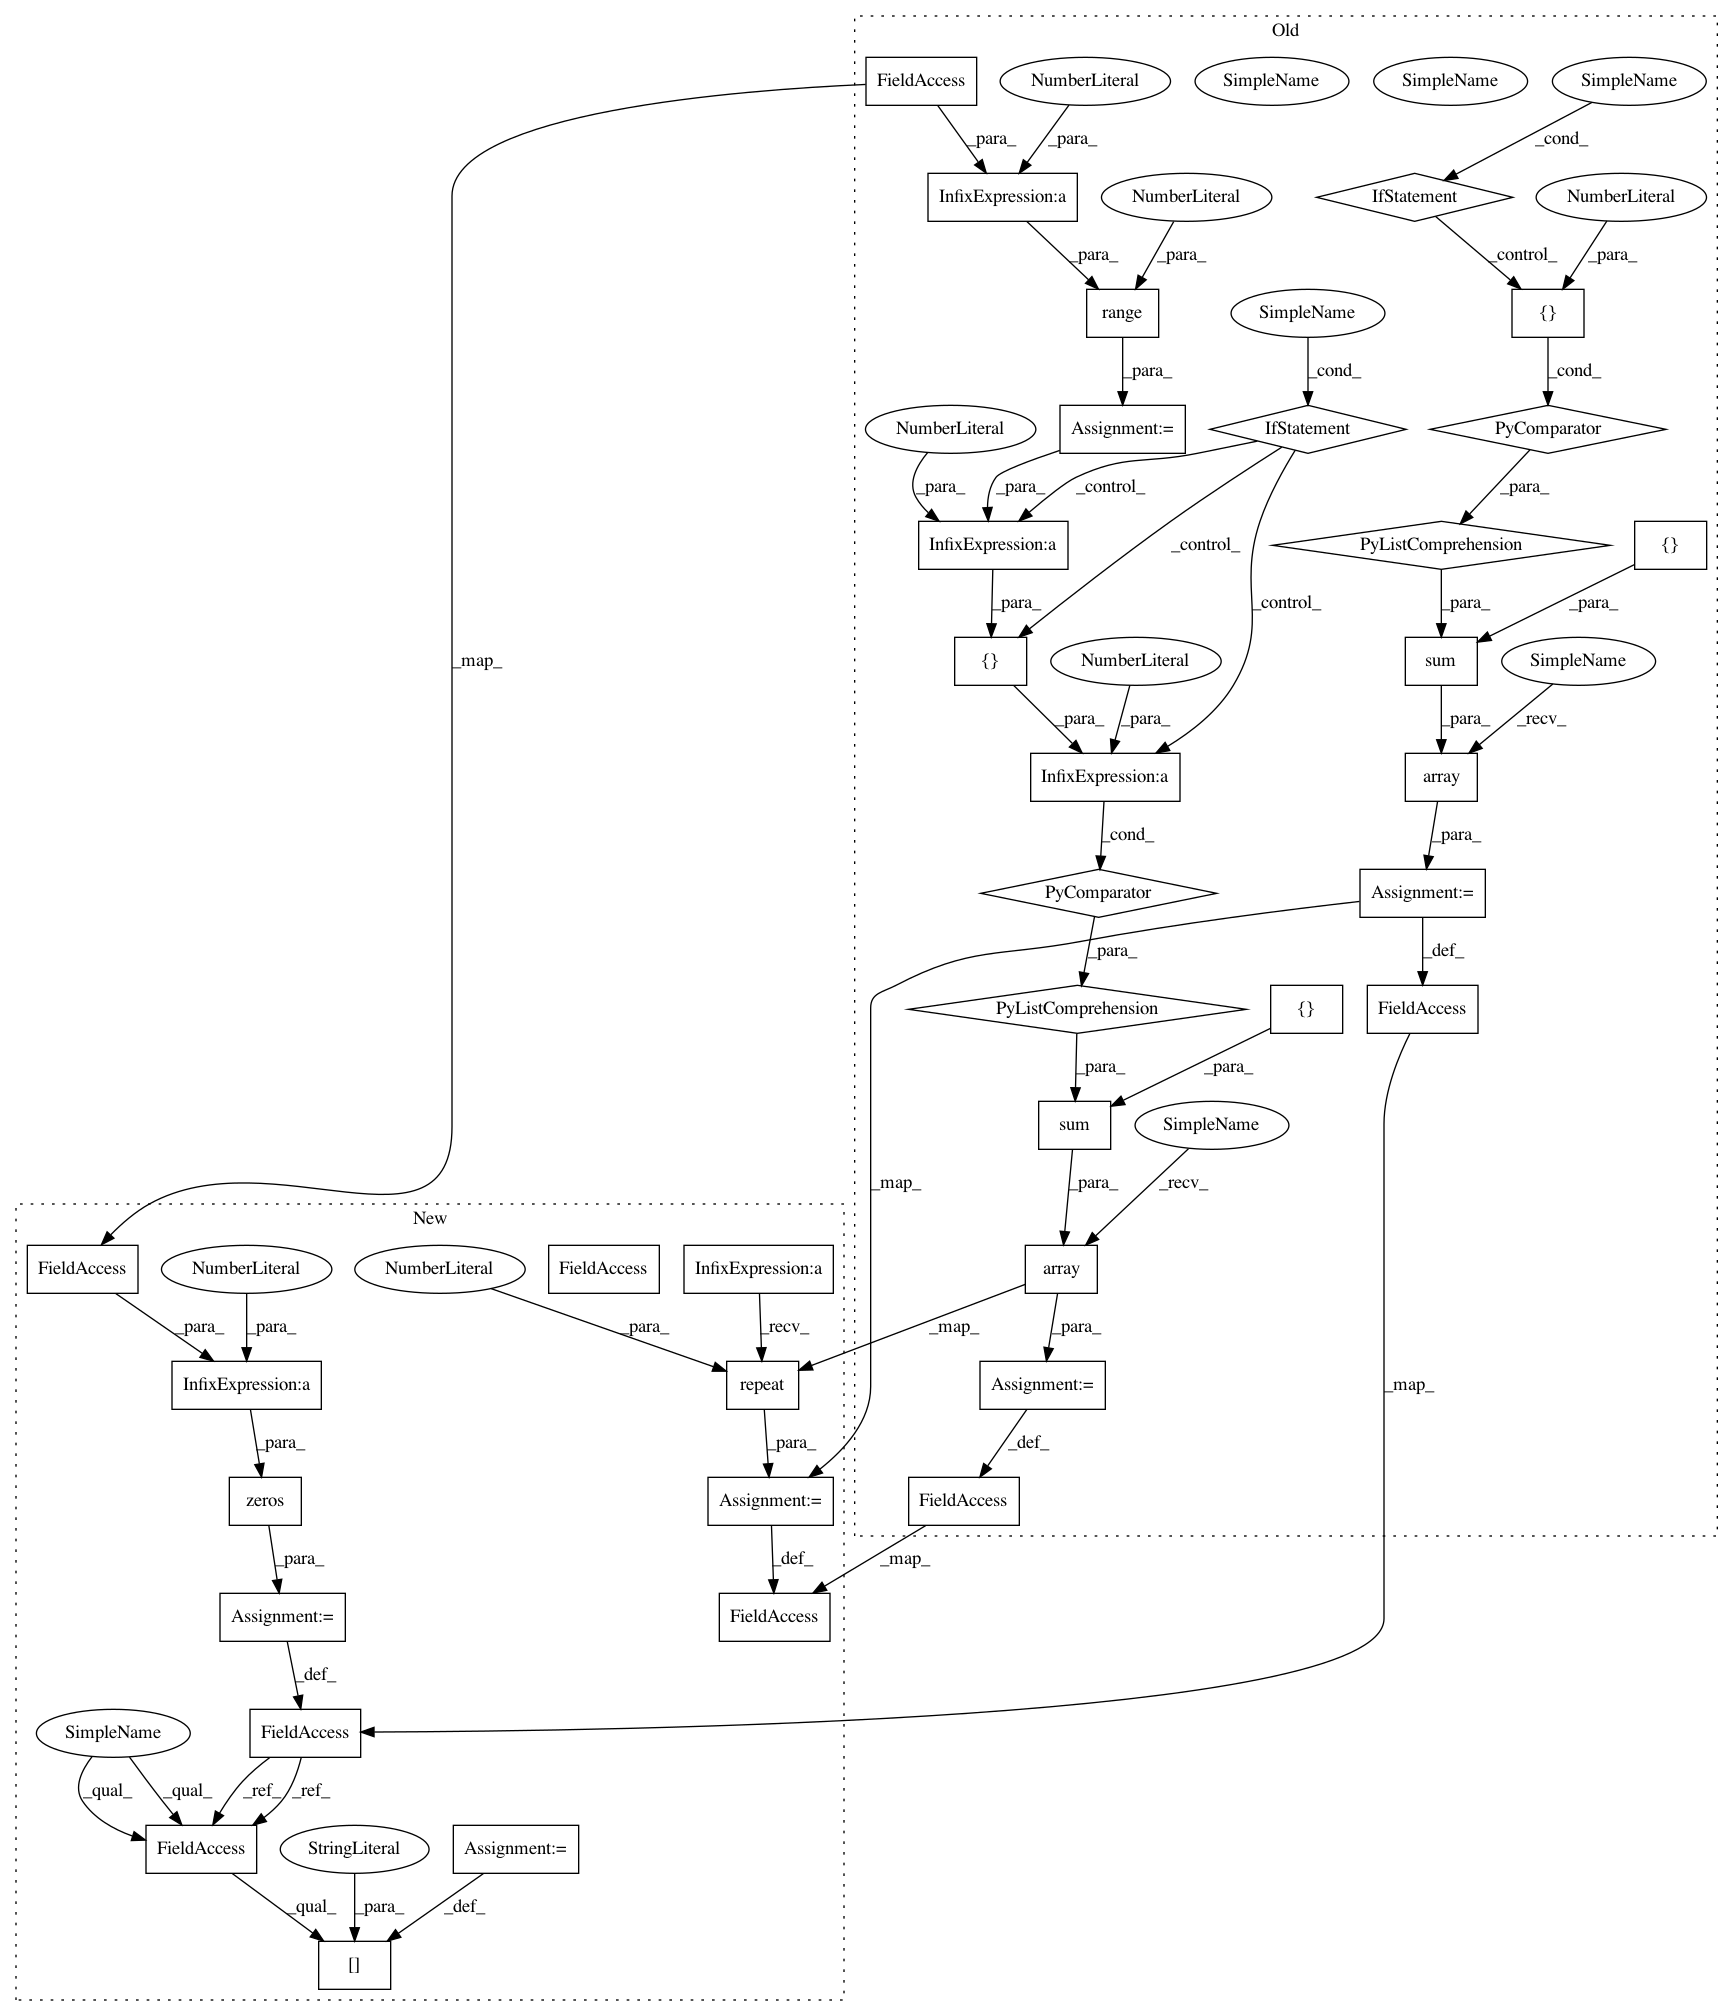 Old
FieldAccess
NumberLiteral
SimpleName
SimpleName
SimpleName
_para_
_para_
_cond_
InfixExpression:a
NumberLiteral
IfStatement
NumberLiteral
_para_
_para_
_control_
_para_
range
SimpleName
{}
_para_
_cond_
_cond_
NumberLiteral
Assignment:=
IfStatement
PyComparator
_para_
_para_
_control_
_para_
InfixExpression:a
_control_
PyListComprehension
{}
_para_
_control_
_para_
_para_
_map_
{}
NumberLiteral
sum
SimpleName
_para_
_para_
_para_
_recv_
InfixExpression:a
array
_cond_
_para_
PyComparator
Assignment:=
_para_
_def_
PyListComprehension
{}
FieldAccess
_para_
_para_
sum
SimpleName
_map_
_para_
_recv_
New
FieldAccess
NumberLiteral
NumberLiteral
FieldAccess
InfixExpression:a
array
_para_
_para_
_para_
_recv_
_map_
_para_
InfixExpression:a
repeat
Assignment:=
_map_
_para_
_para_
_def_
zeros
Assignment:=
FieldAccess
_para_
_def_
_map_
Assignment:=
FieldAccess
_def_
SimpleName
FieldAccess
_qual_
_qual_
_ref_
_ref_
FieldAccess
StringLiteral
Assignment:=
_qual_
_para_
_def_
[]